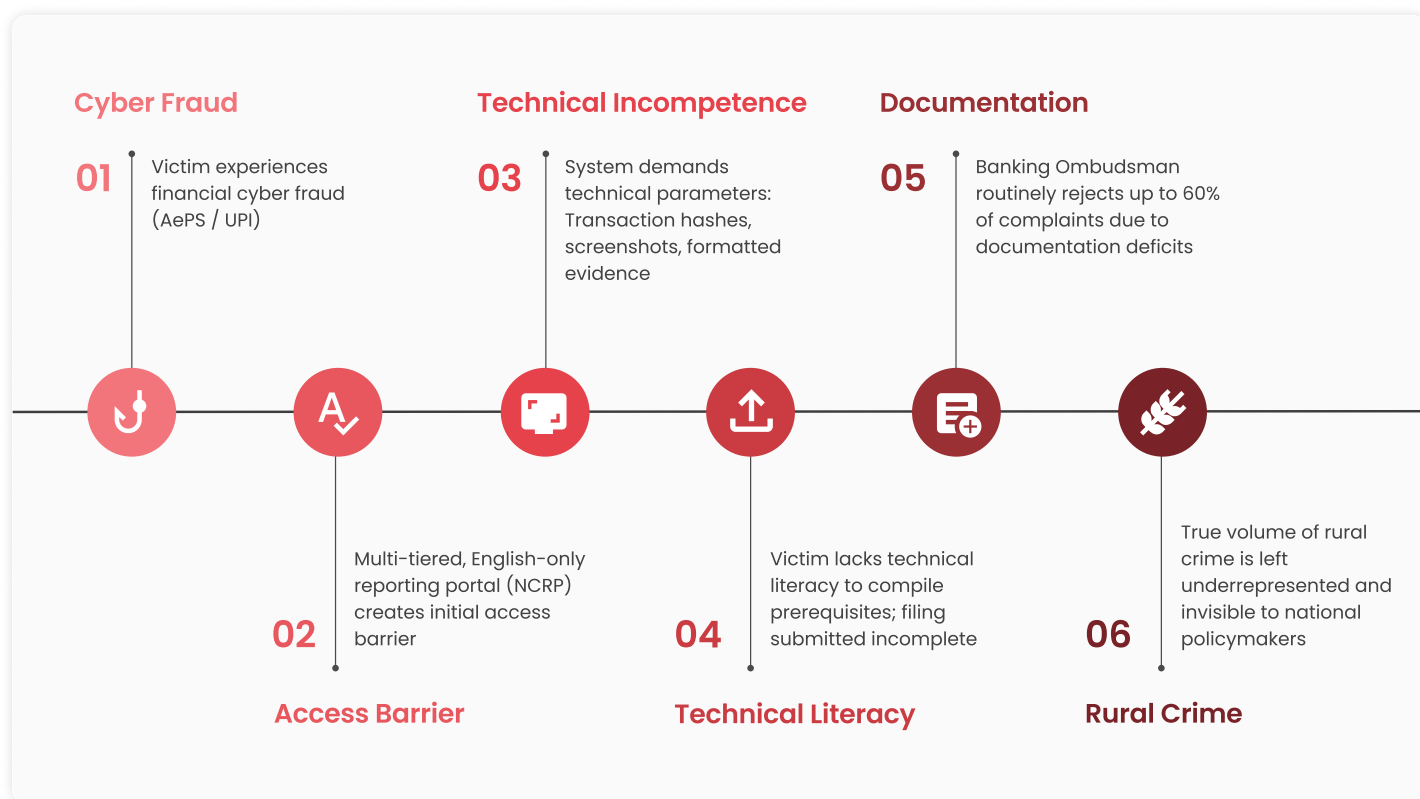 Cyber Fraud
01
Victim experiences
financial cyber fraud
(AePS / UPI)
Access Barrier
02
Multi-tiered, English-only
reporting portal (NCRP)
creates initial access
barrier
Technical Incompetence
03
System demands
technical parameters:
Transaction hashes,
screenshots, formatted
evidence
Technical Literacy
04
Victim lacks technical
literacy to compile
prerequisites; filing
submitted incomplete
Documentation
05
Banking Ombudsman
routinely rejects up to 60%
of complaints due to
documentation deficits
Rural Crime
06
True volume of rural
crime is left
underrepresented and
invisible to national
policymakers